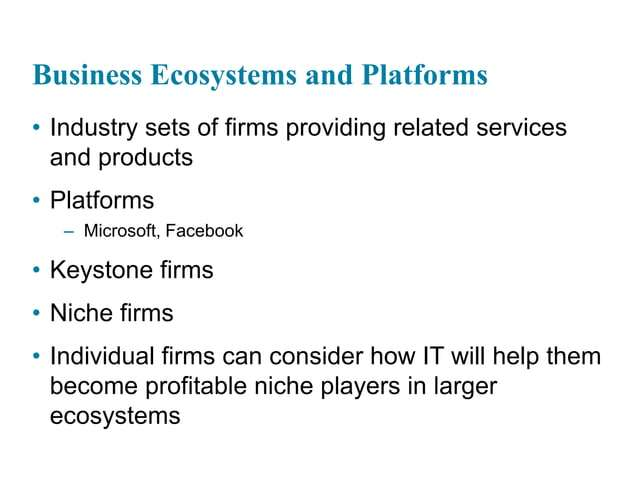 Business Ecosystems and Platforms
• Industry sets of firms providing related services
and products
• Platforms
– Microsoft, Facebook
• Keystone firms
• Niche firms
• Individual firms can consider how IT will help them
become profitable niche players in larger
ecosystems